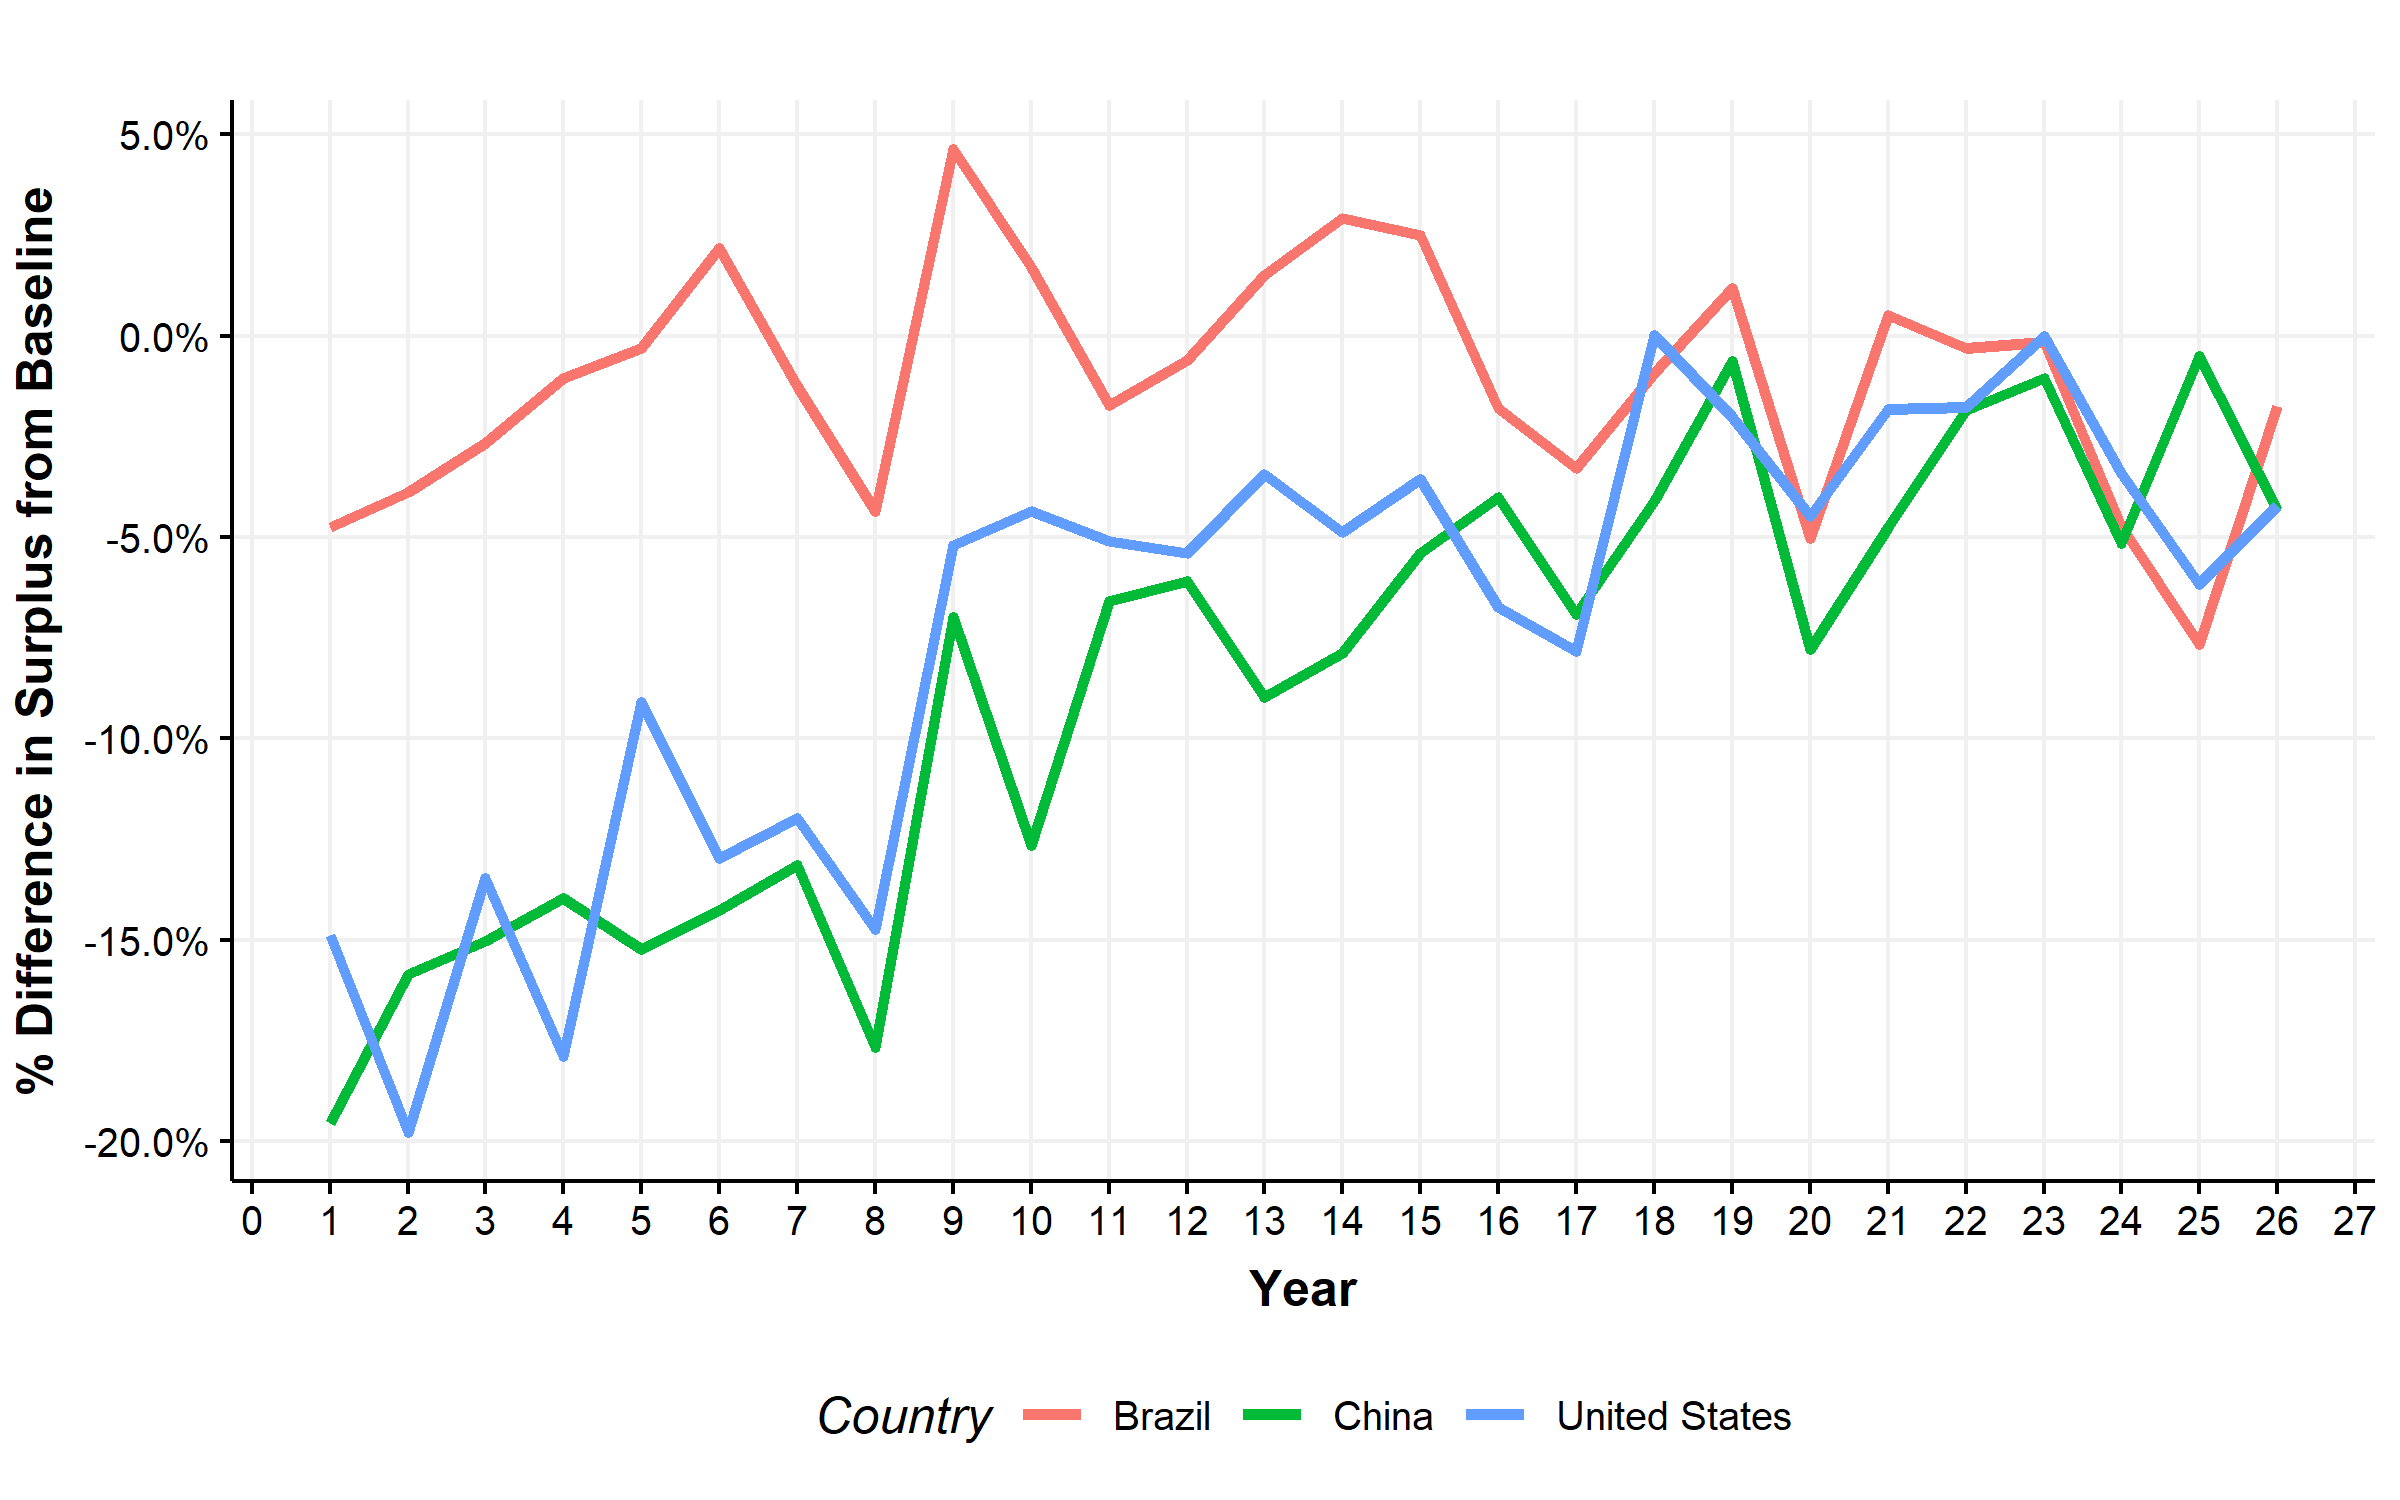 % Difference in Surplus from Baseline
5.0%
0.0%
-5.0%
-10.0%
-15.0%
-20.0%
0 1 2 3 4 5 6 7 8 9 10 11 12 13 14 15 16 17 18 19 20 21 22 23 24 25 26 27
Year
Country Brazil China United States